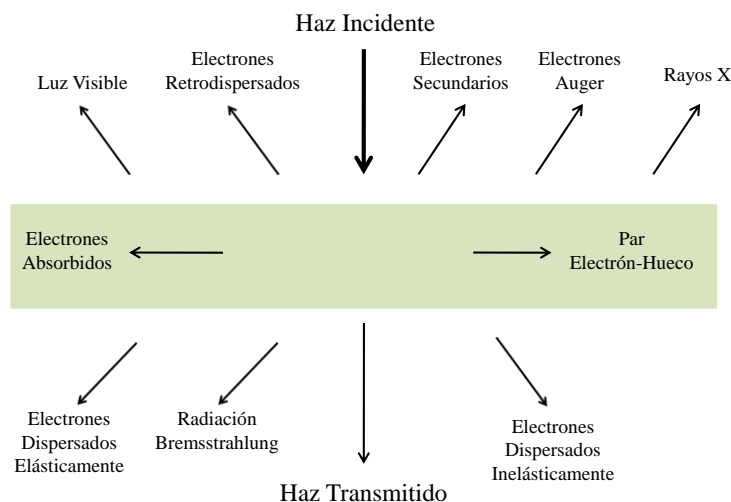 Haz Incidente
Luz Visible
Electrones
Retrodispersados
Electrones
Secundarios
Electrones
Auger
Rayos X
Electrones
Absorbidos
Par
Electrón-Hueco
Electrones
Dispersados
Elásticamente
Radiación
Bremsstrahlung
Electrones
Dispersados
Inelásticamente
Haz Transmitido